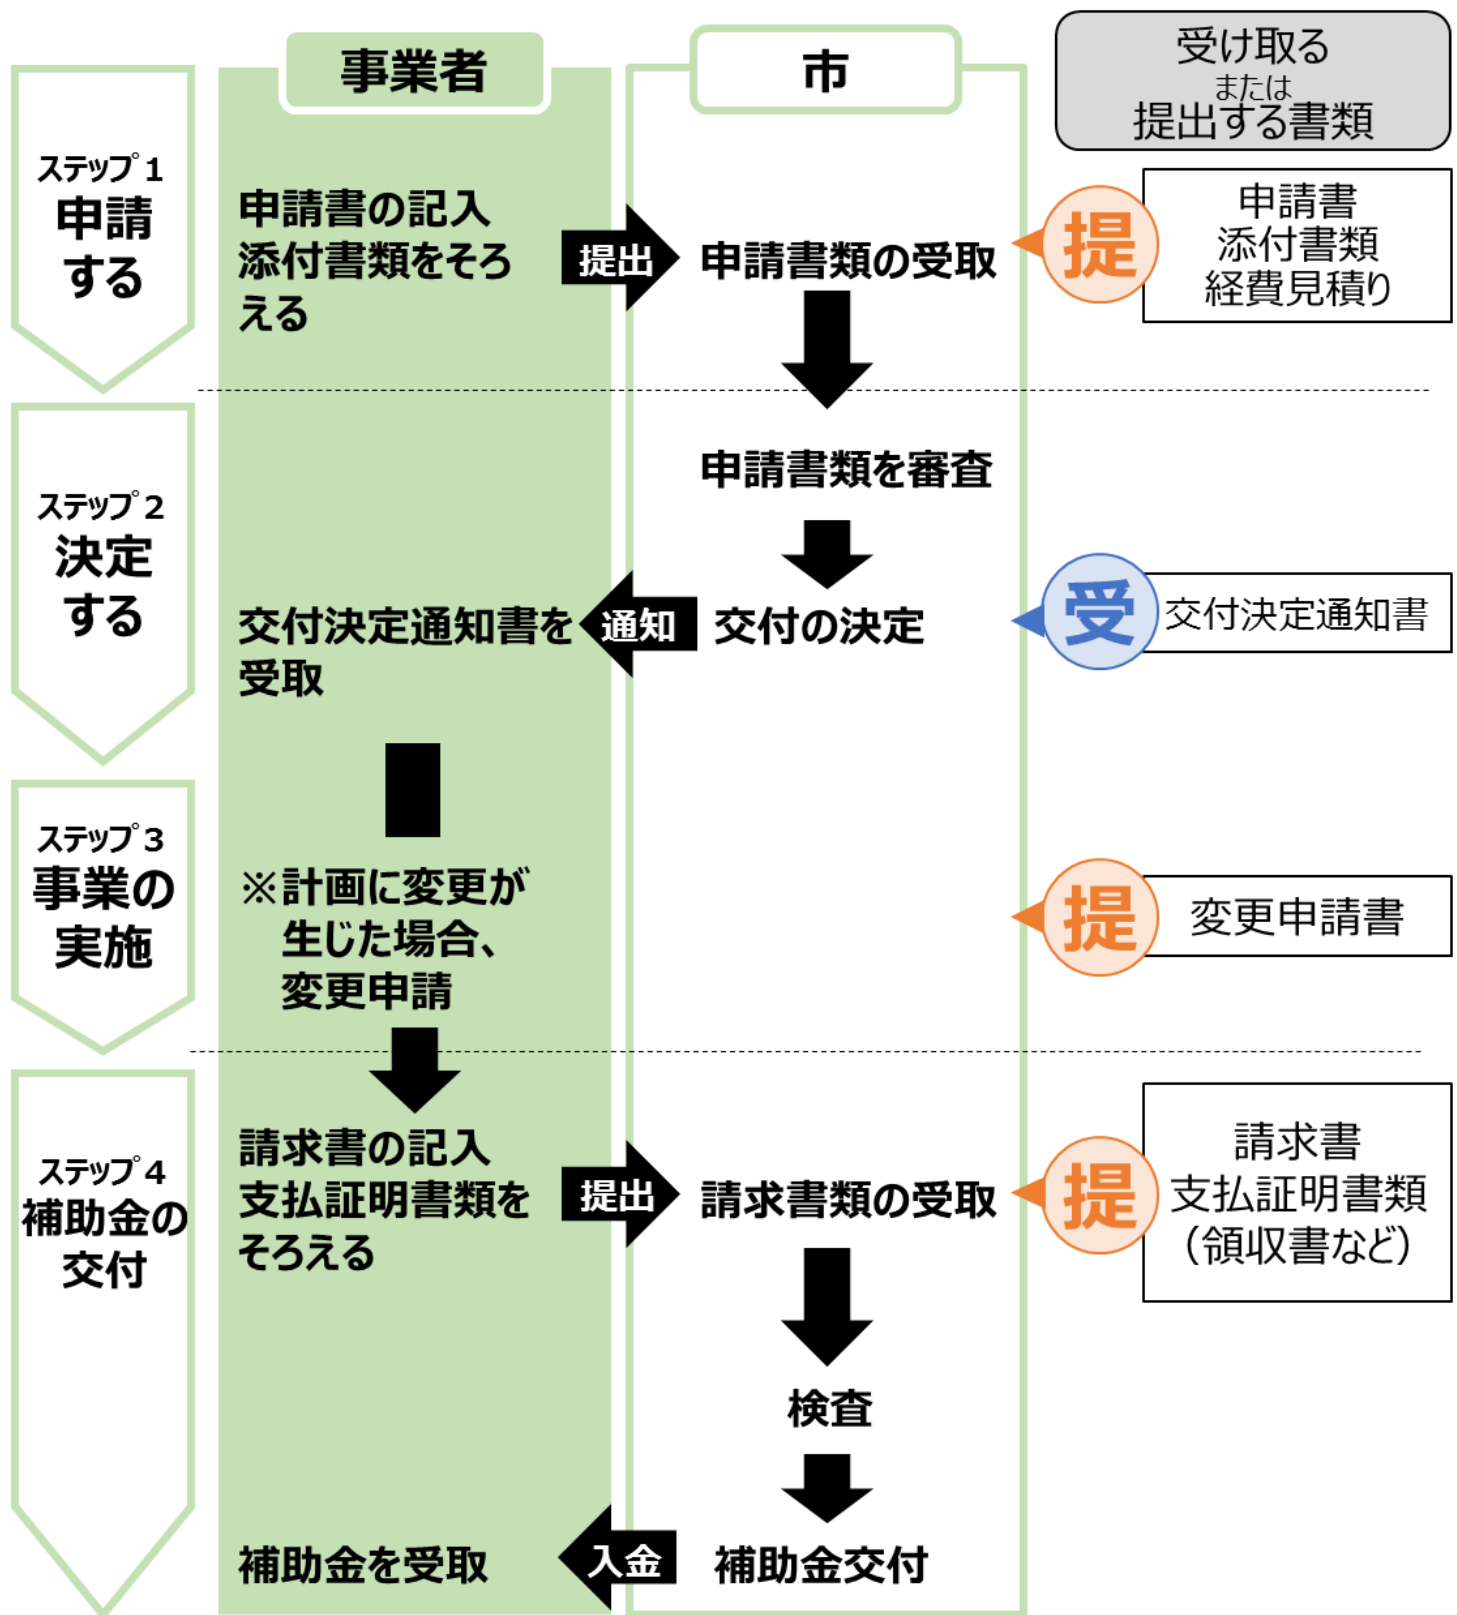 事業者
市
受け取る
または
提出する書類
ステップ1
申請
する
申請書の記入
添付書類をそろ
える
提出
申請書類の受取
提
申請書
添付書類
経費見積り
ステップ2
決定
する
申請書類を審査
交付決定通知書を
受取
通知
交付の決定
受
交付決定通知書
ステップ3
事業の
実施
※計画に変更が
生じた場合、
変更申請
提
変更申請書
ステップ4
補助金の
交付
請求書の記入
支払証明書類を
そろえる
提出
請求書類の受取
提
請求書
支払証明書類
（領収書など）
検査
補助金を受取
入金
補助金交付